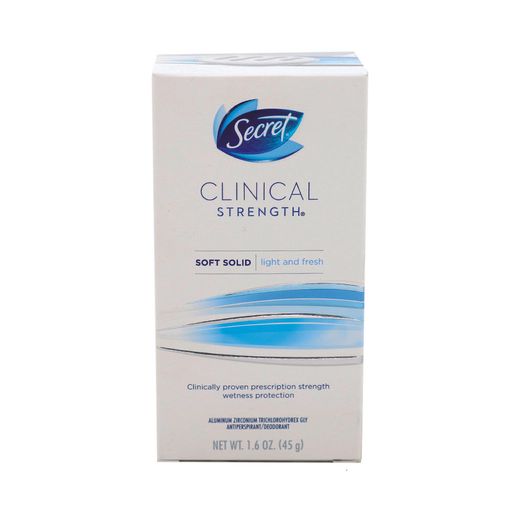 Secret
CLINICAL
STRENGTH®
SOFT SOLID | light and fresh
Clinically proven prescription strength
wetness protection
ALUMINUM ZIRCONIUM TRICHLOROHYDREX GLY
ANTIPERSPIRANT/DEODORANT
NET WT. 1.6 OZ. (45 g)